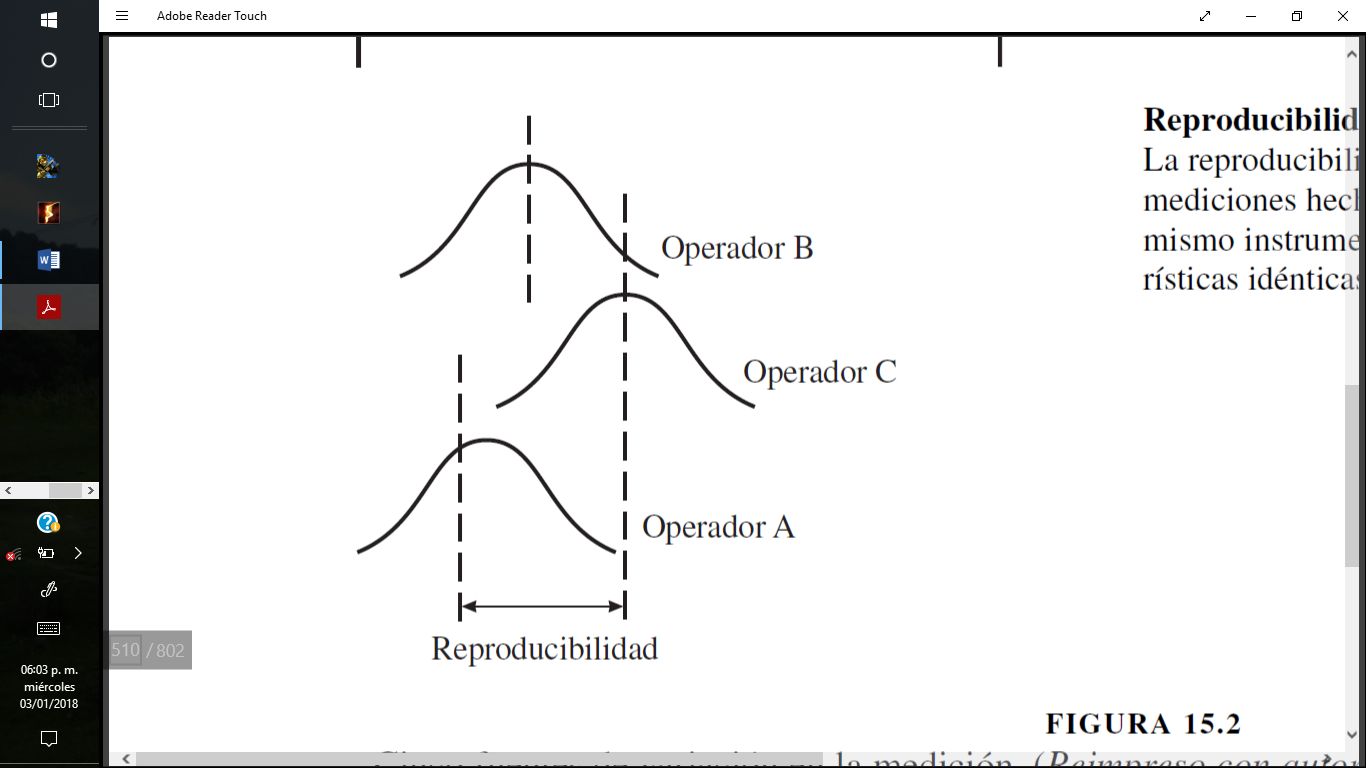 Adobe Reader Touch
Reproducibilid
La reproducibili
mediciones hech
mismo instrume
rísticas idénticas
Operador B
Operador C
Operador A
Reproducibilidad
510 / 802
FIGURA 15.2
la medición. (Reimpreso con autor
06:03 p. m.
miércoles
03/01/2018